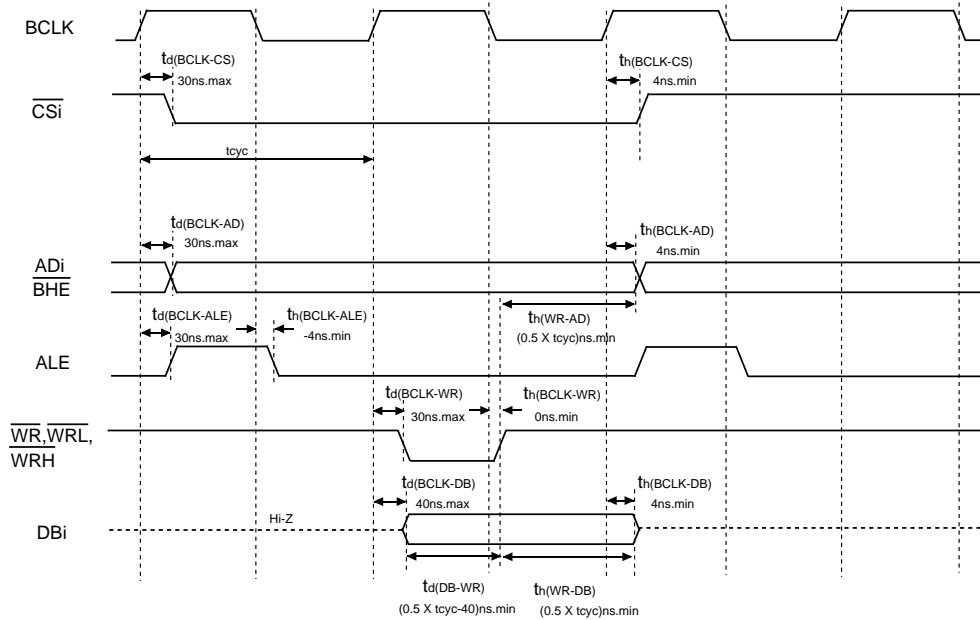 BCLK
td(BCLK-CS)
30ns.max
th(BCLK-CS)
4ns.min
CSi
tcyc
td(BCLK-AD)
30ns.max
th(BCLK-AD)
4ns.min
ADi
BHE
td(BCLK-ALE)
30ns.max
th(BCLK-ALE)
-4ns.min
th(WR-AD)
(0.5 X tcyc)ns.min
ALE
td(BCLK-WR)
30ns.max
th(BCLK-WR)
0ns.min
WR,WRL,
WRH
td(BCLK-DB)
40ns.max
th(BCLK-DB)
4ns.min
Hi-Z
DBi
td(DB-WR)
(0.5 X tcyc-40)ns.min
th(WR-DB)
(0.5 X tcyc)ns.min